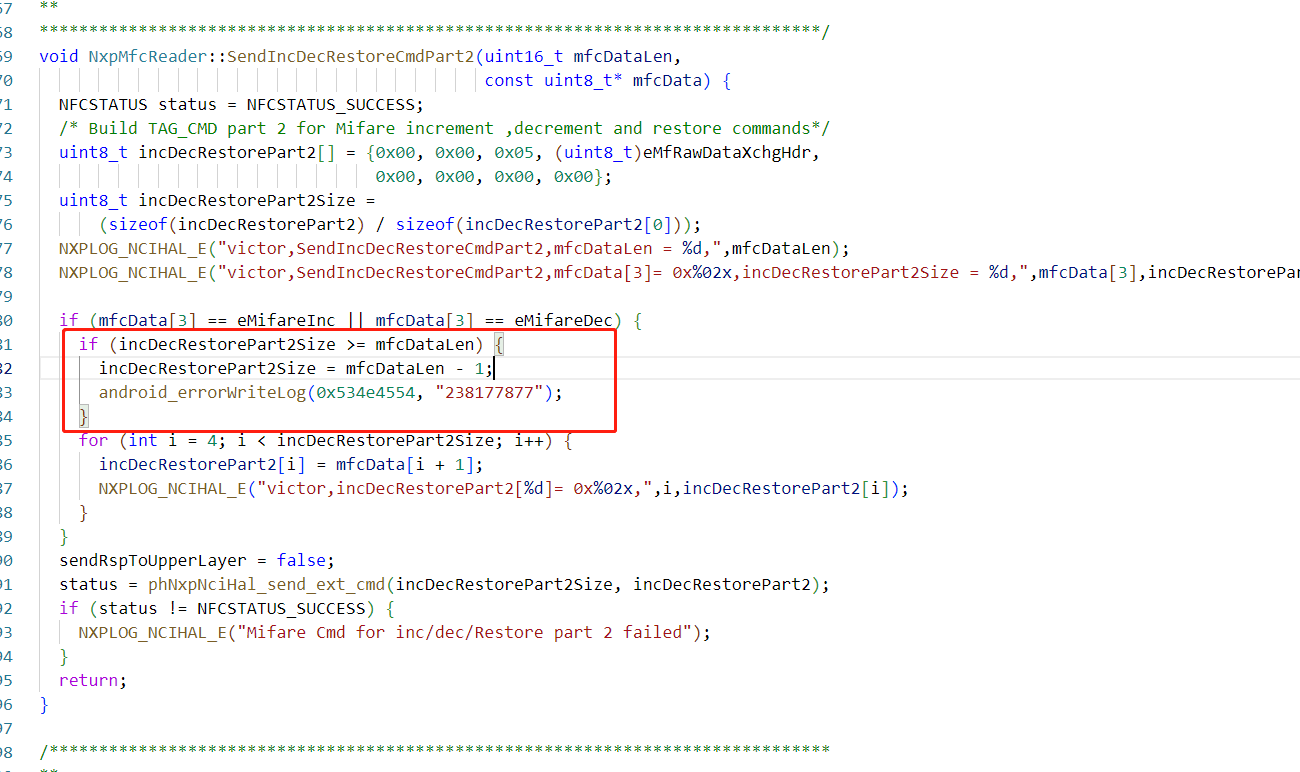 57 **
58 *******************************************************************************/
59 void NxpMfcReader::SendIncDecRestoreCmdPart2(uint16_t mfcDataLen,
70 const uint8_t* mfcData) {
71 NFCSTATUS status = NFCSTATUS_SUCCESS;
72 /* Build TAG_CMD part 2 for Mifare increment ,decrement and restore commands*/
73 uint8_t incDecRestorePart2[] = {0x00, 0x00, 0x05, (uint8_t)eMfRawDataXchgHdr,
74 0x00, 0x00, 0x00, 0x00};
75 uint8_t incDecRestorePart2Size =
76 (sizeof(incDecRestorePart2) / sizeof(incDecRestorePart2[0]));
77 NXPLOG_NCIHAL_E("victor,SendIncDecRestoreCmdPart2,mfcDataLen = %d,",mfcDataLen);
78 NXPLOG_NCIHAL_E("victor,SendIncDecRestoreCmdPart2,mfcData[3]= 0x%02x,incDecRestorePart2Size = %d,",mfcData[3],incDecRestorePar
79
80 if (mfcData[3] == eMifareInc || mfcData[3] == eMifareDec) {
81 if (incDecRestorePart2Size >= mfcDataLen) {
82 incDecRestorePart2Size = mfcDataLen - 1;
83 android_errorWriteLog(0x534e4554, "238177877");
84 }
85 for (int i = 4; i < incDecRestorePart2Size; i++) {
86 incDecRestorePart2[i] = mfcData[i + 1];
87 NXPLOG_NCIHAL_E("victor,incDecRestorePart2[%d]= 0x%02x,",i,incDecRestorePart2[i]);
88 }
89 }
90 sendRspToUpperLayer = false;
91 status = phNxpNciHal_send_ext_cmd(incDecRestorePart2Size, incDecRestorePart2);
92 if (status != NFCSTATUS_SUCCESS) {
93 NXPLOG_NCIHAL_E("Mifare Cmd for inc/dec/Restore part 2 failed");
94 }
95 return;
96 }
97
98 /*******************************************************************************
**